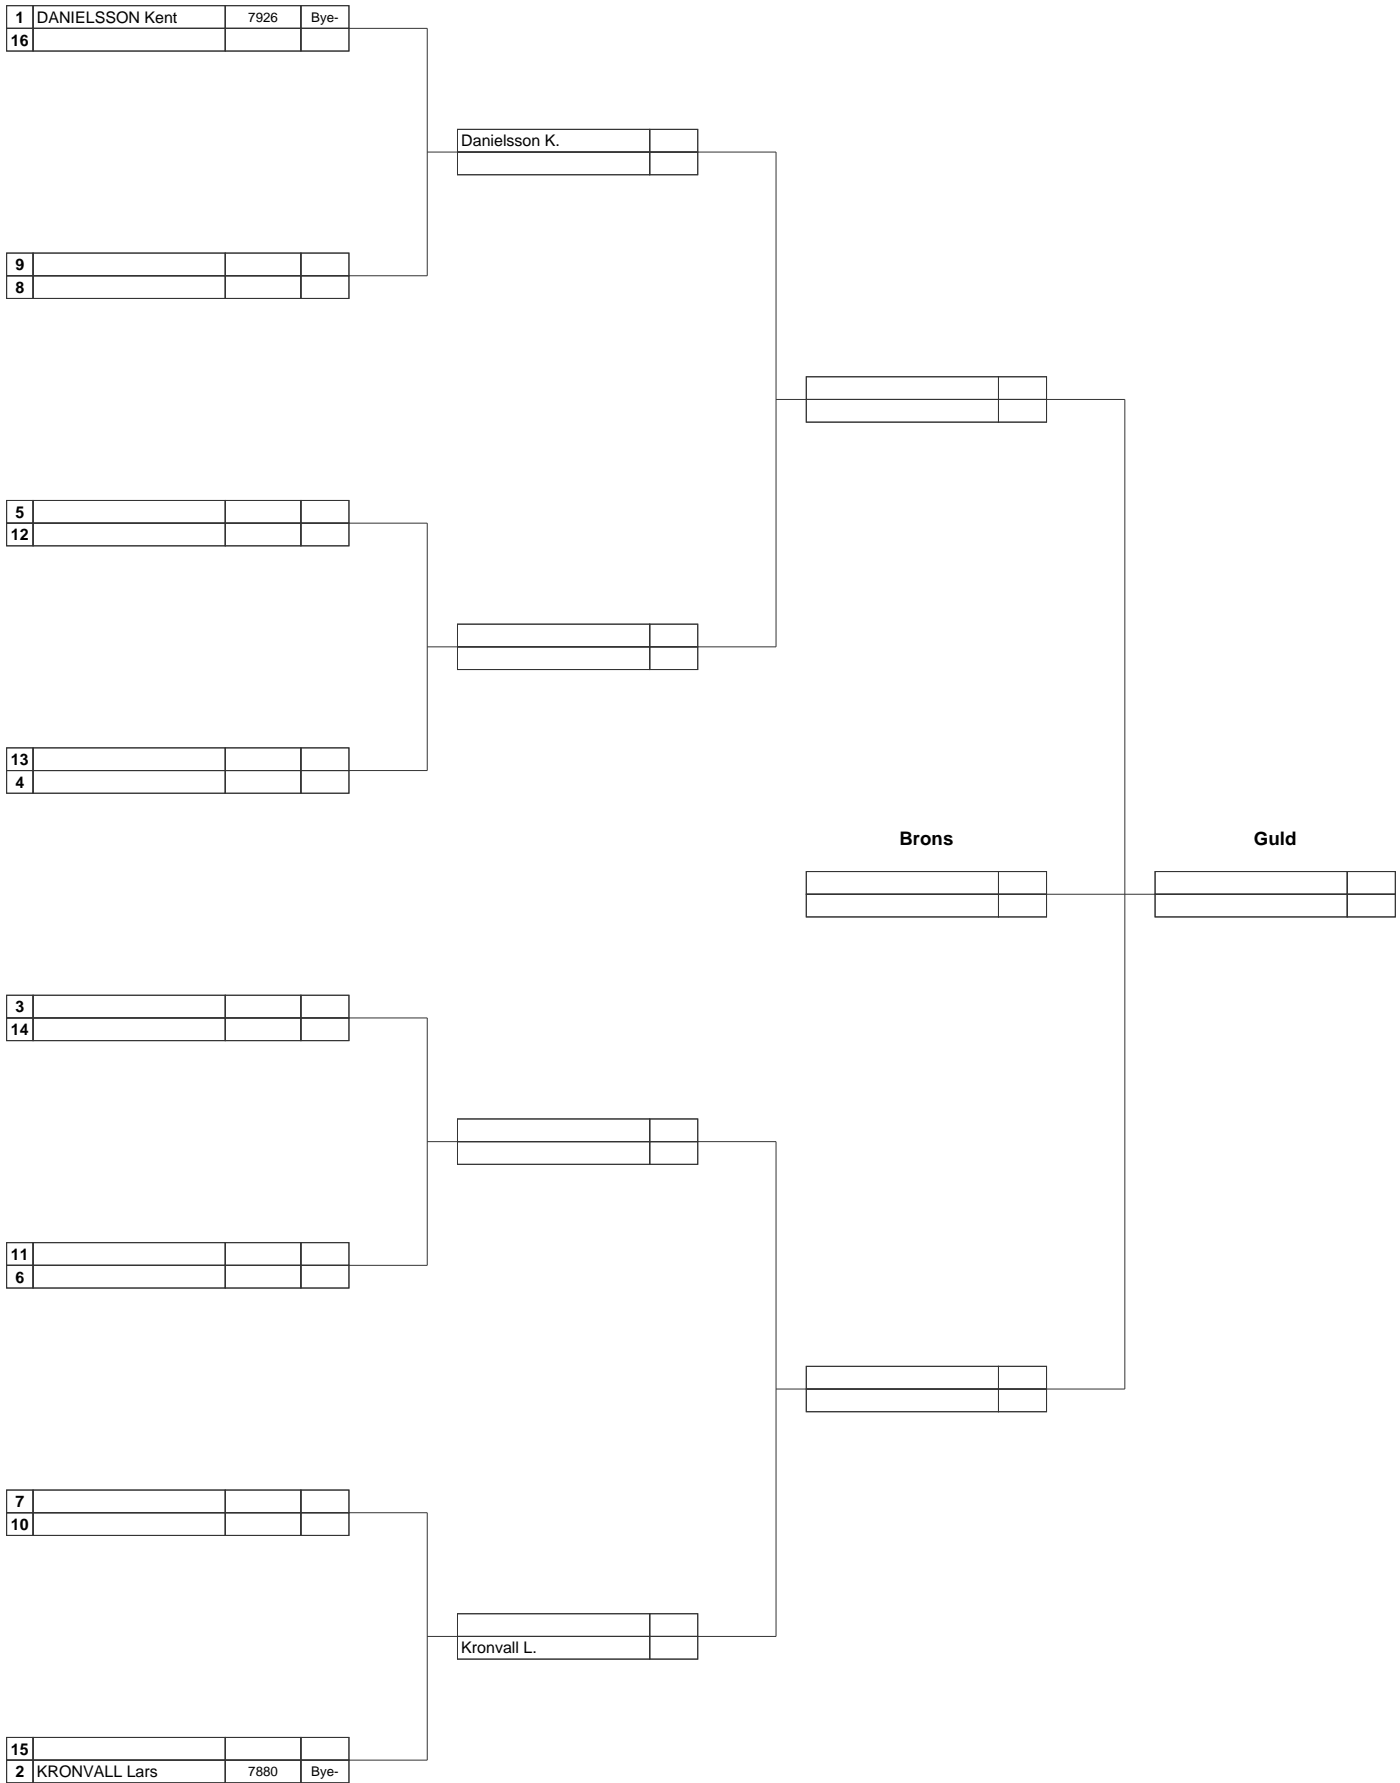 1 DANIELSSON Kent 7926 Bye-
16
Danielsson K.
9
8
5
12
13
4
Brons Guld
3
14
11
6
7
10
Kronvall L.
15
2 KRONVALL Lars 7880 Bye-